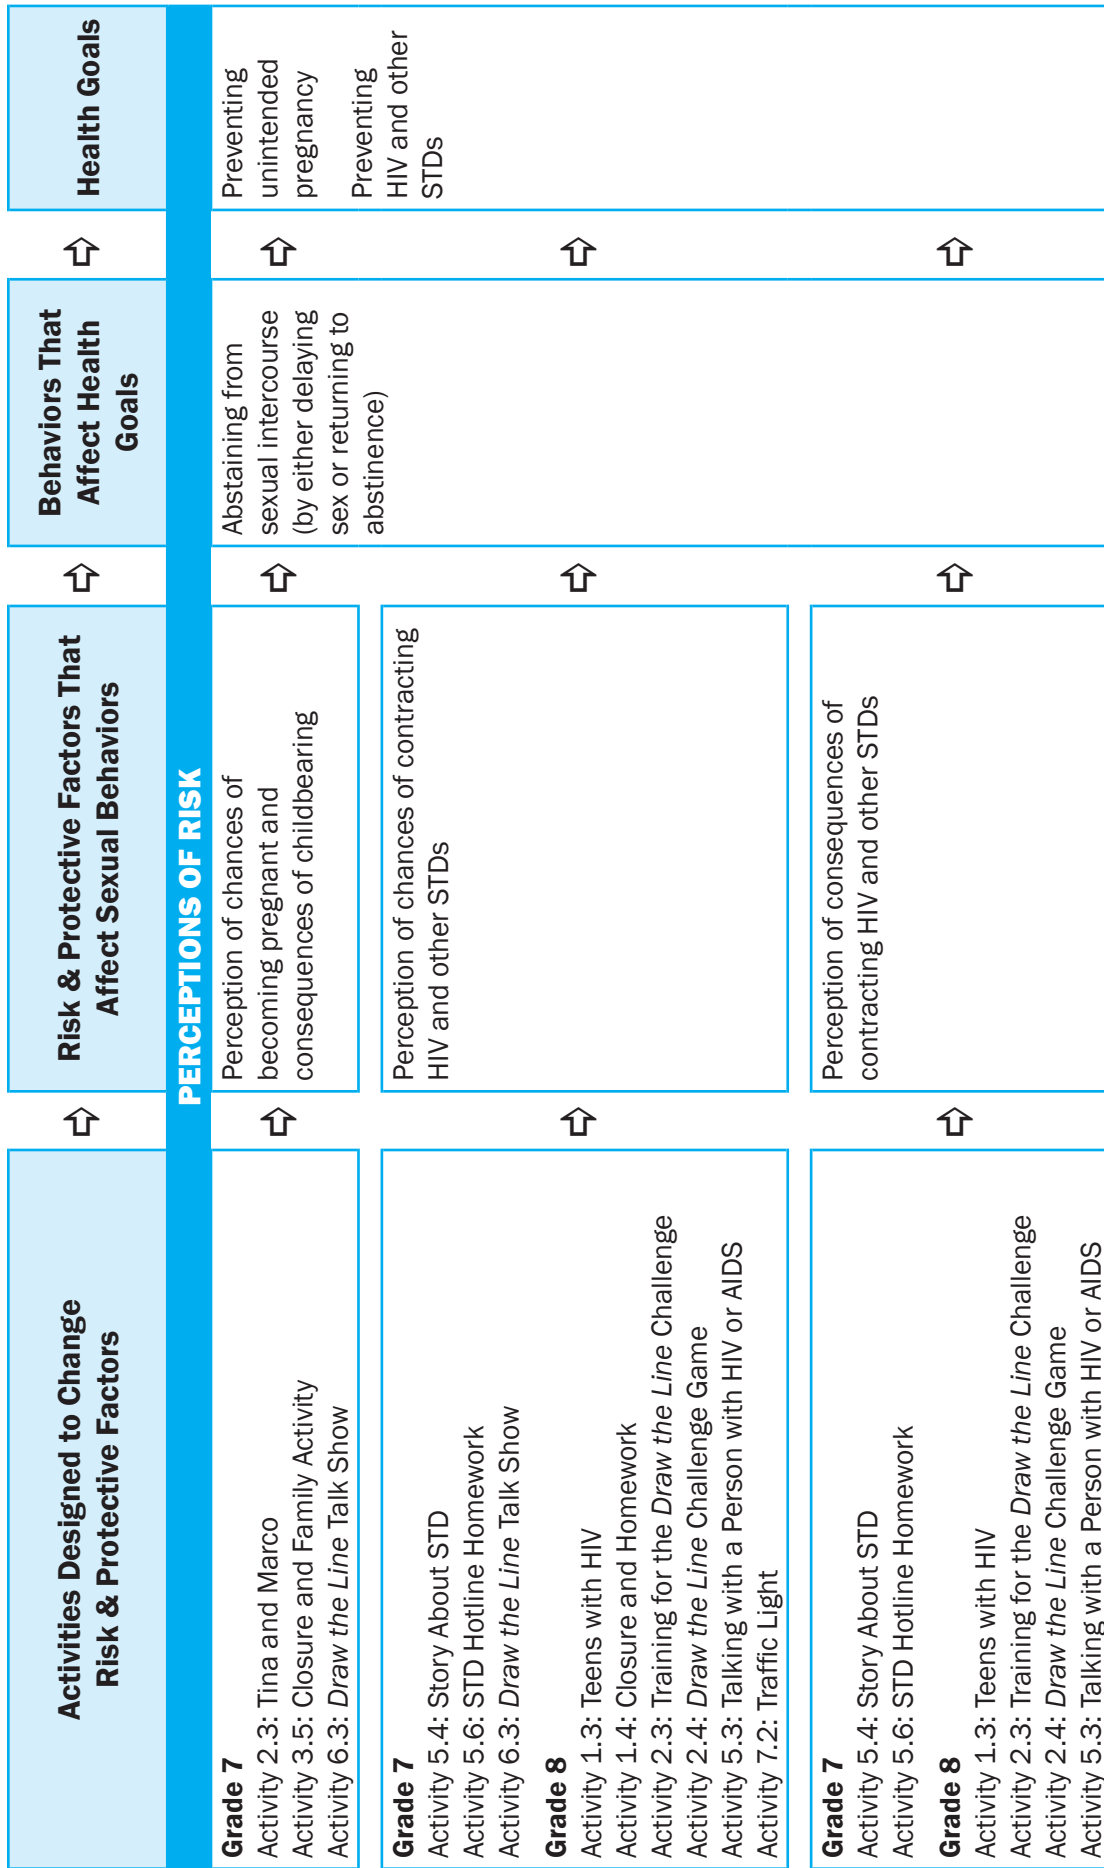 Activities Designed to Change
Risk & Protective Factors
Risk & Protective Factors That
Affect Sexual Behaviors
Behaviors That
Affect Health
Goals
Health Goals
PERCEPTIONS OF RISK
Grade 7
Activity 2.3: Tina and Marco
Activity 3.5: Closure and Family Activity
Activity 6.3: Draw the Line Talk Show
Perception of chances of
becoming pregnant and
consequences of childbearing
Abstaining from
sexual intercourse
(by either delaying
sex or returning to
abstinence)
Preventing
unintended
pregnancy
Preventing
HIV and other
STDs
Grade 7
Activity 5.4: Story About STD
Activity 5.6: STD Hotline Homework
Activity 6.3: Draw the Line Talk Show
Grade 8
Activity 1.3: Teens with HIV
Activity 1.4: Closure and Homework
Activity 2.3: Training for the Draw the Line Challenge
Activity 2.4: Draw the Line Challenge Game
Activity 5.3: Talking with a Person with HIV or AIDS
Activity 7.2: Traffic Light
Perception of chances of contracting
HIV and other STDs
Grade 7
Activity 5.4: Story About STD
Activity 5.6: STD Hotline Homework
Grade 8
Activity 1.3: Teens with HIV
Activity 2.3: Training for the Draw the Line Challenge
Activity 2.4: Draw the Line Challenge Game
Activity 5.3: Talking with a Person with HIV or AIDS
Perception of consequences of
contracting HIV and other STDs